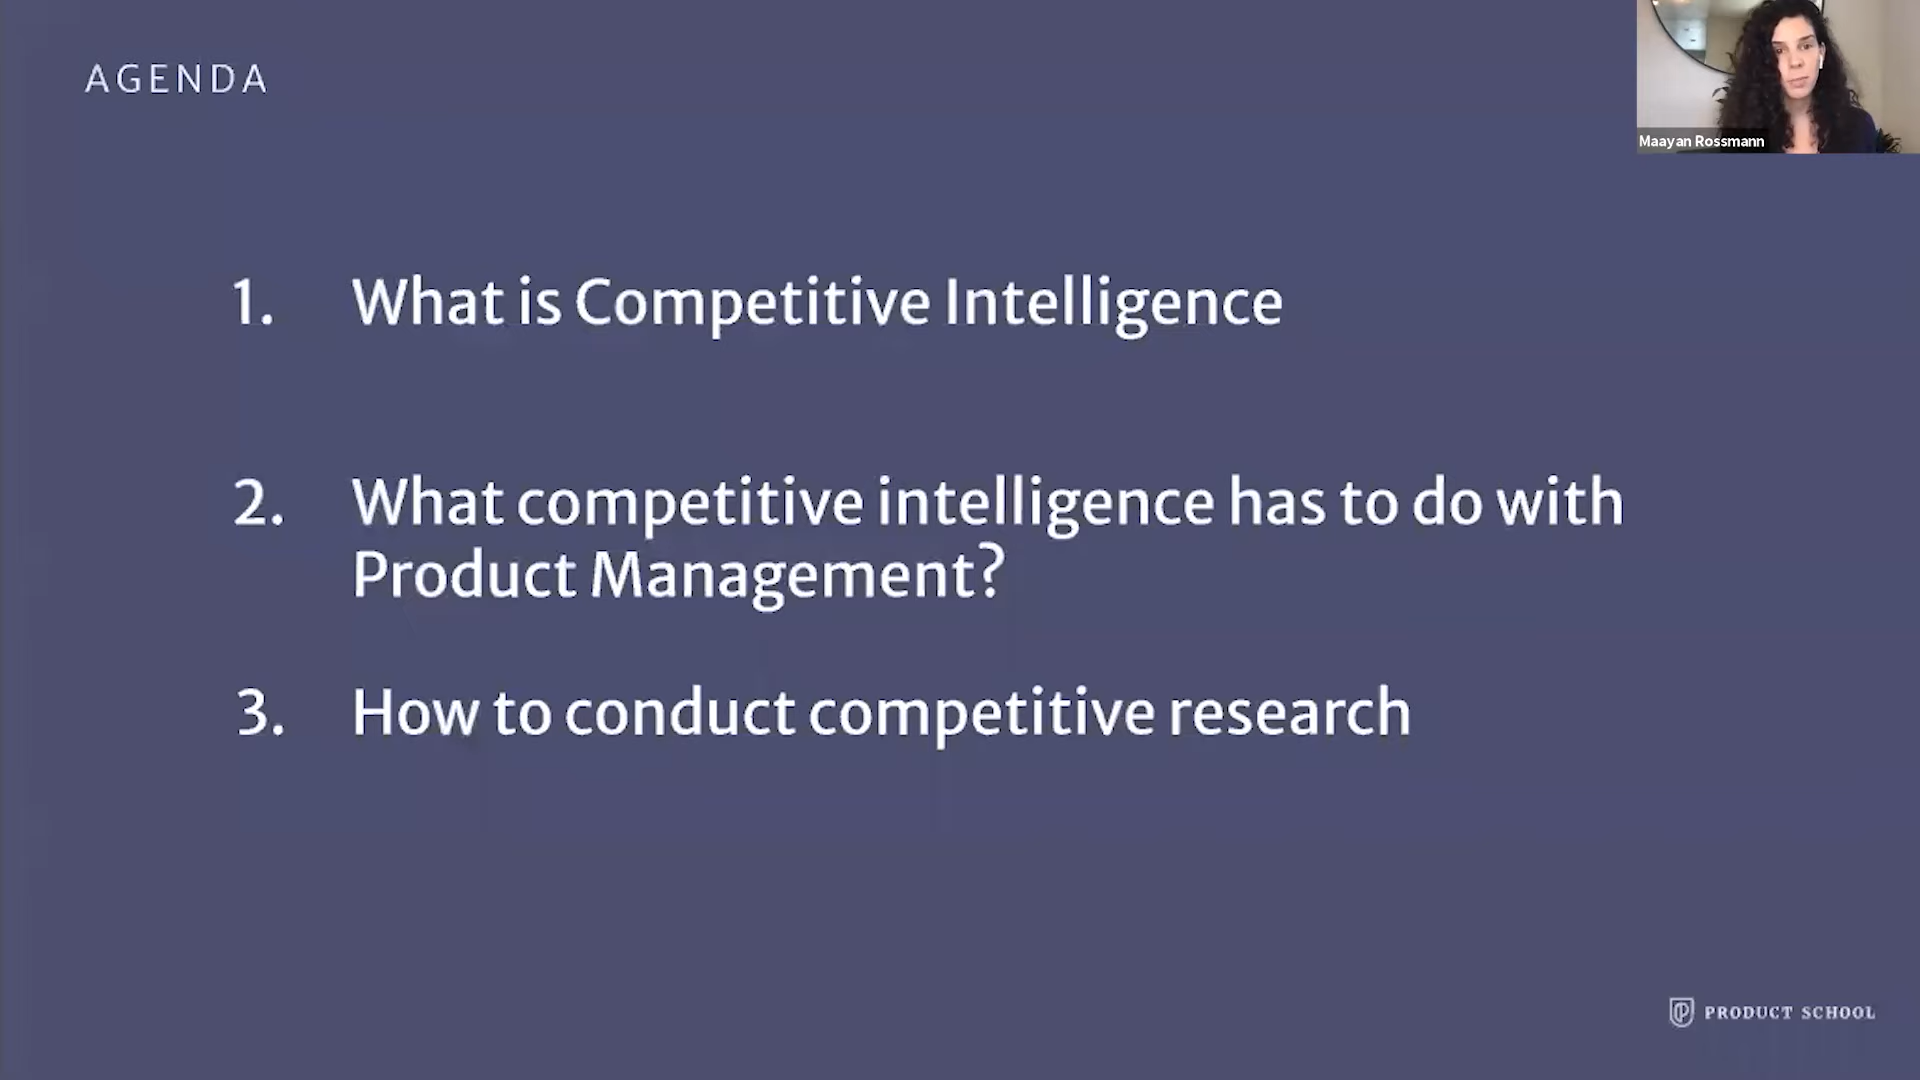 AGENDA
Maayan Rossmann
1. What is Competitive Intelligence
2. What competitive intelligence has to do with
Product Management?
3. How to conduct competitive research
PRODUCT SCHOOL